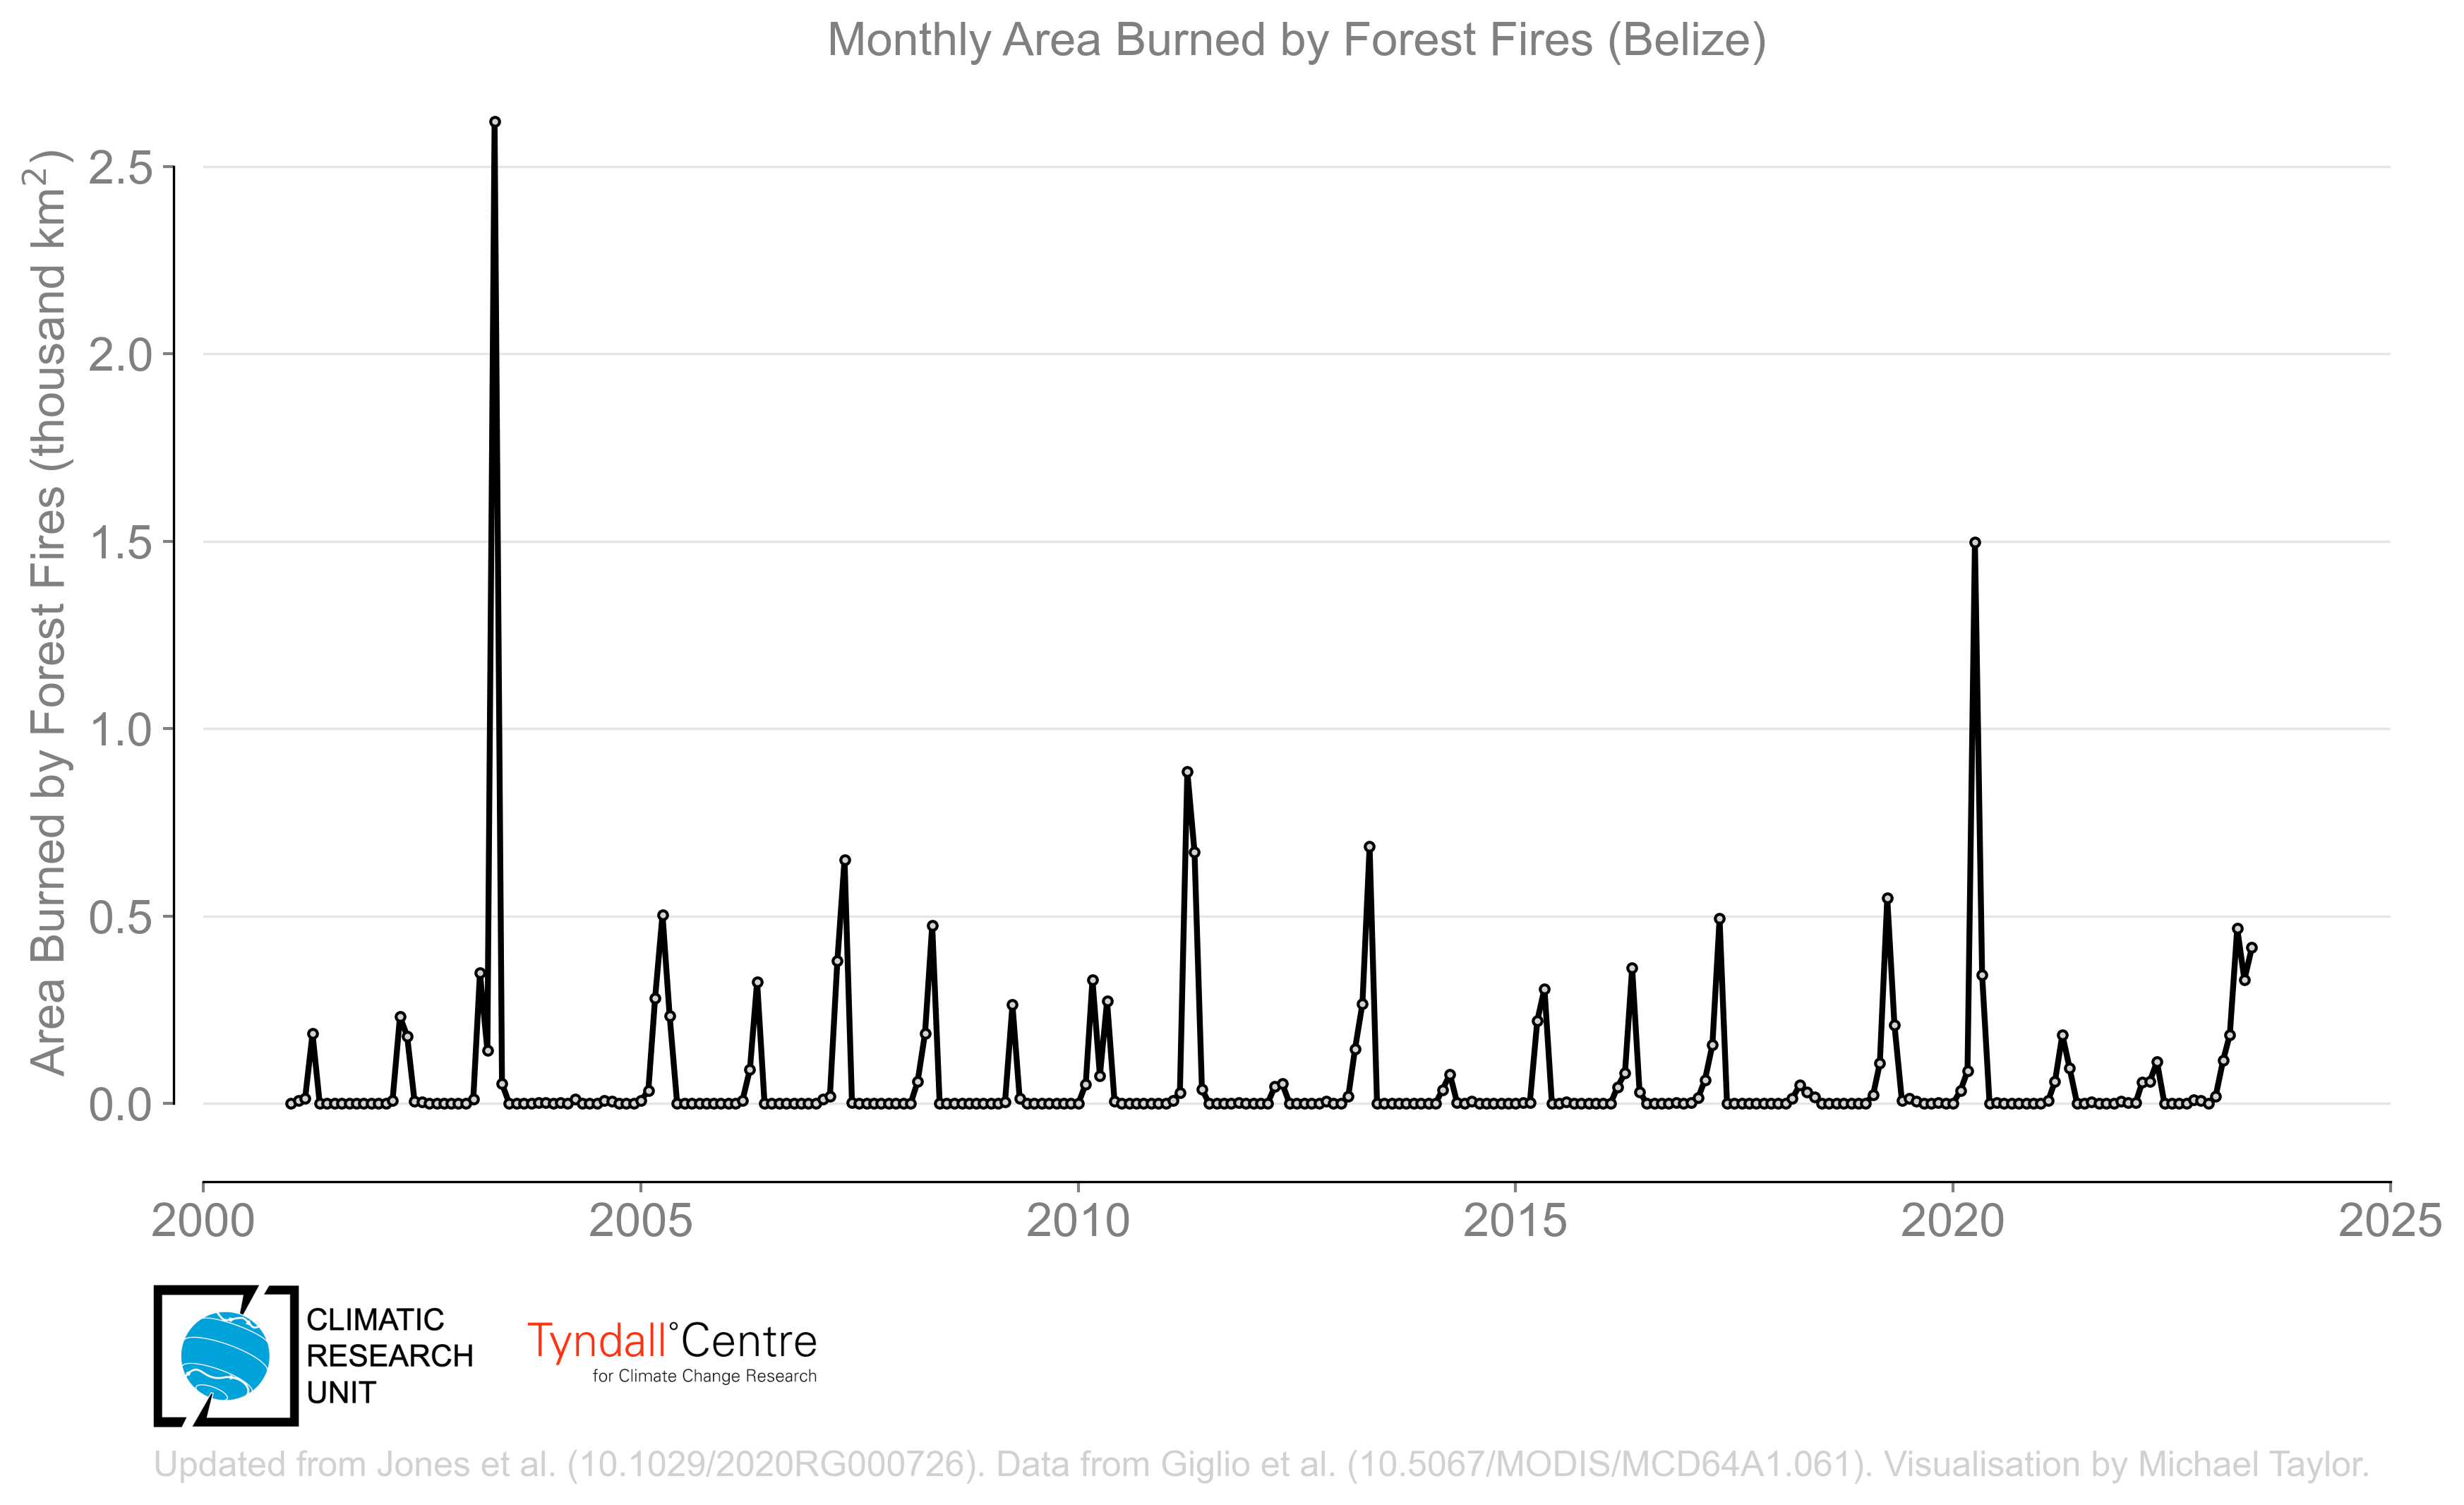 Monthly Area Burned by Forest Fires (Belize)
Area Burned by Forest Fires (thousand km²)
2.5
2.0
1.5
1.0
0.5
0.0
2000 2005 2010 2015 2020 2025
CLIMATIC
RESEARCH
UNIT
Tyndall°Centre
for Climate Change Research
Updated from Jones et al. (10.1029/2020RG000726). Data from Giglio et al. (10.5067/MODIS/MCD64A1.061). Visualisation by Michael Taylor.